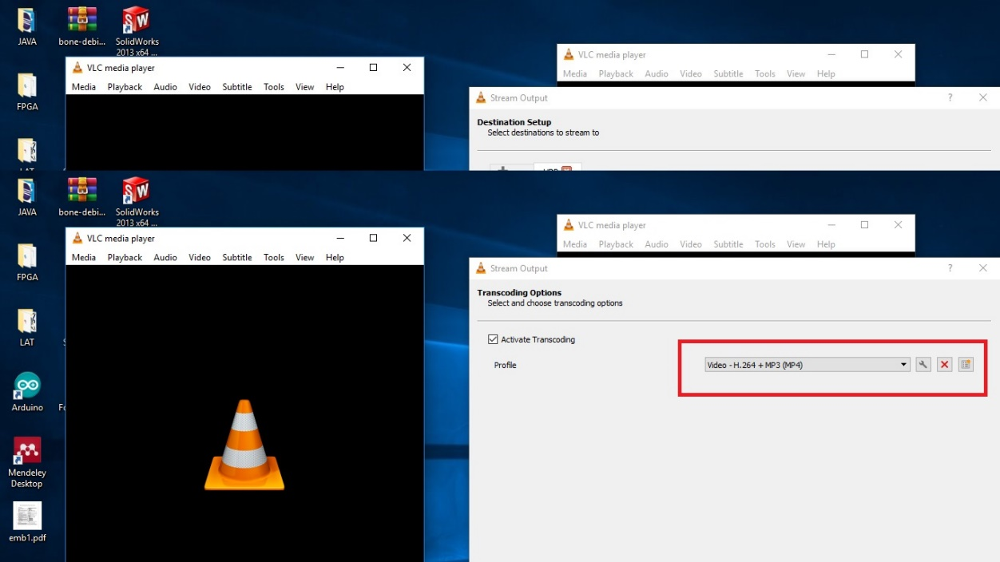 JAVA
bone-debi...
SolidWorks
2013 x64 ...
FPGA
VLC media player
Media Playback Audio Video Subtitle Tools View Help
VLC media player
Media Playback Audio Video Subtitle Tools View Help
Stream Output
Destination Setup
Select destinations to stream to
JAVA
bone-debi...
SolidWorks
2013 x64 ...
FPGA
LAT
Arduino
Mendeley
Desktop
emb1.pdf
VLC media player
Media Playback Audio Video Subtitle Tools View Help
VLC media player
Media Playback Audio Video Subtitle Tools View Help
Stream Output
Transcoding Options
Select and choose transcoding options
Activate Transcoding
Profile
Video - H.264 + MP3 (MP4)